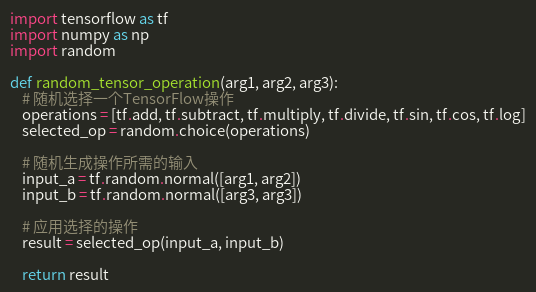 import tensorflow as tf
import numpy as np
import random
def random_tensor_operation(arg1, arg2, arg3):
# 随机选择一个TensorFlow操作
operations = [tf.add, tf.subtract, tf.multiply, tf.divide, tf.sin, tf.cos, tf.log]
selected_op = random.choice(operations)
# 随机生成操作所需的输入
input_a = tf.random.normal([arg1, arg2])
input_b = tf.random.normal([arg3, arg3])
# 应用选择的操作
result = selected_op(input_a, input_b)
return result